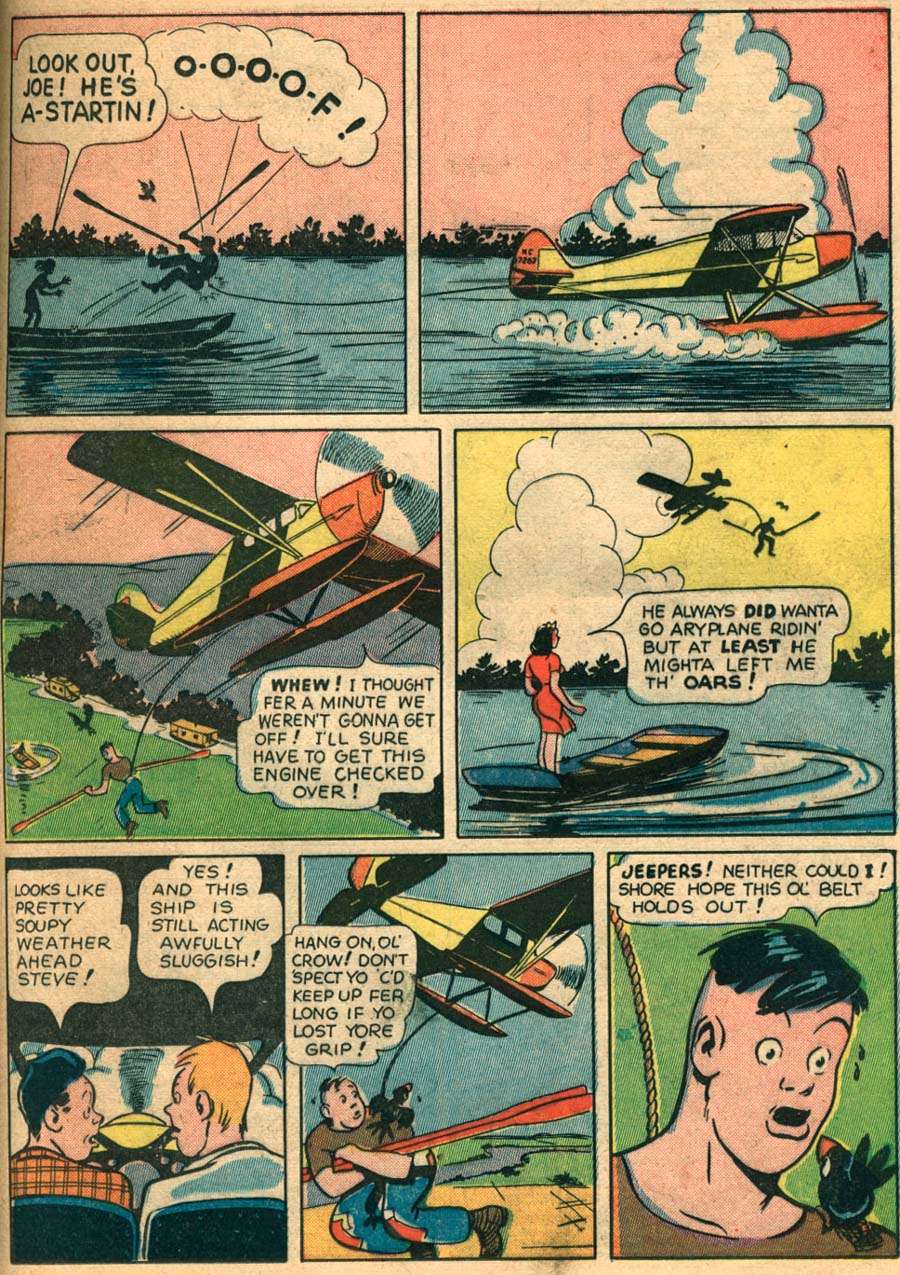 LOOK OUT,
JOE! HE'S
A-STARTIN!
O-O-O-O-F!
NC
7267
WHEW! I THOUGHT
FER A MINUTE WE
WEREN'T GONNA GET
OFF! I'LL SURE
HAVE TO GET THIS
ENGINE CHECKED
OVER!
HE ALWAYS DID WANTA
GO ARYPLANE RIDIN'
BUT AT LEAST HE
MIGHTA LEFT ME
TH' OARS!
LOOKS LIKE
PRETTY
SOUPY
WEATHER
AHEAD
STEVE!
YES!
AND THIS
SHIP IS
STILL ACTING
AWFULLY
SLUGGISH!
HANG ON, OL'
CROW! DON'T
'SPECT YO 'C'D
KEEP UP FER
LONG IF YO
LOST YORE
GRIP!
JEEPERS! NEITHER COULD I!
SHORE HOPE THIS OL' BELT
HOLDS OUT!